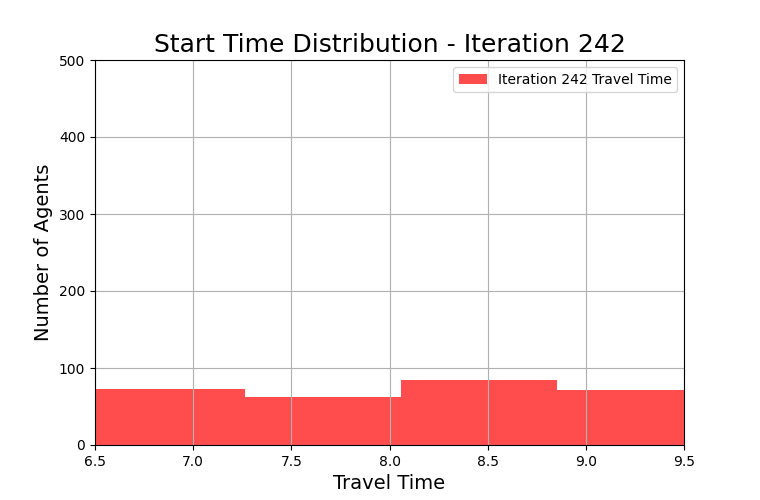 Start Time Distribution - Iteration 242
500
400
300
200
100
0
Number of Agents
Iteration 242 Travel Time
6.5 7.0 7.5 8.0 8.5 9.0 9.5
Travel Time